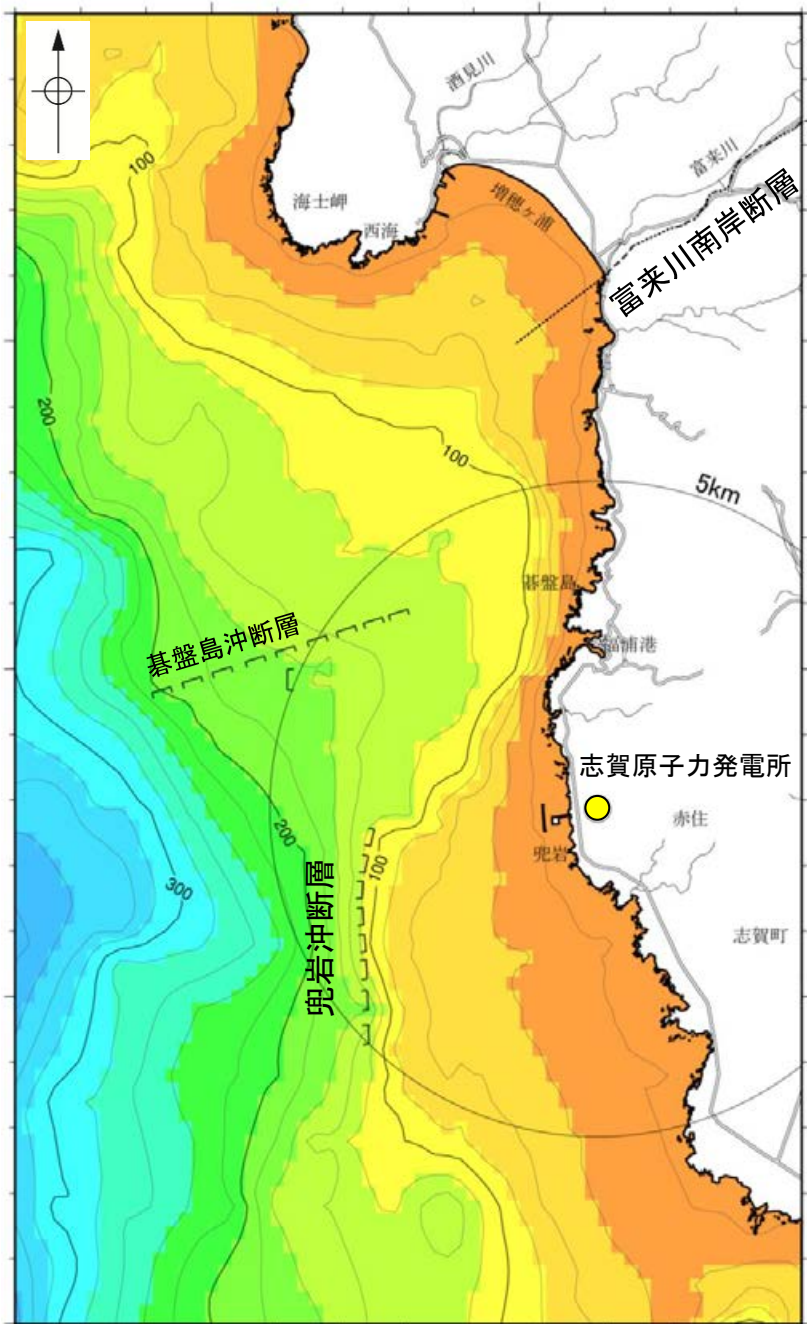 酒見川
100
富来川
海士岬
増穂ヶ浦
西海
富来川南岸断層
200
100
5km
碁盤島
碁盤島沖断層
福浦港
志賀原子力発電所
赤住
200
100
兜岩
300
兜岩沖断層
志賀町